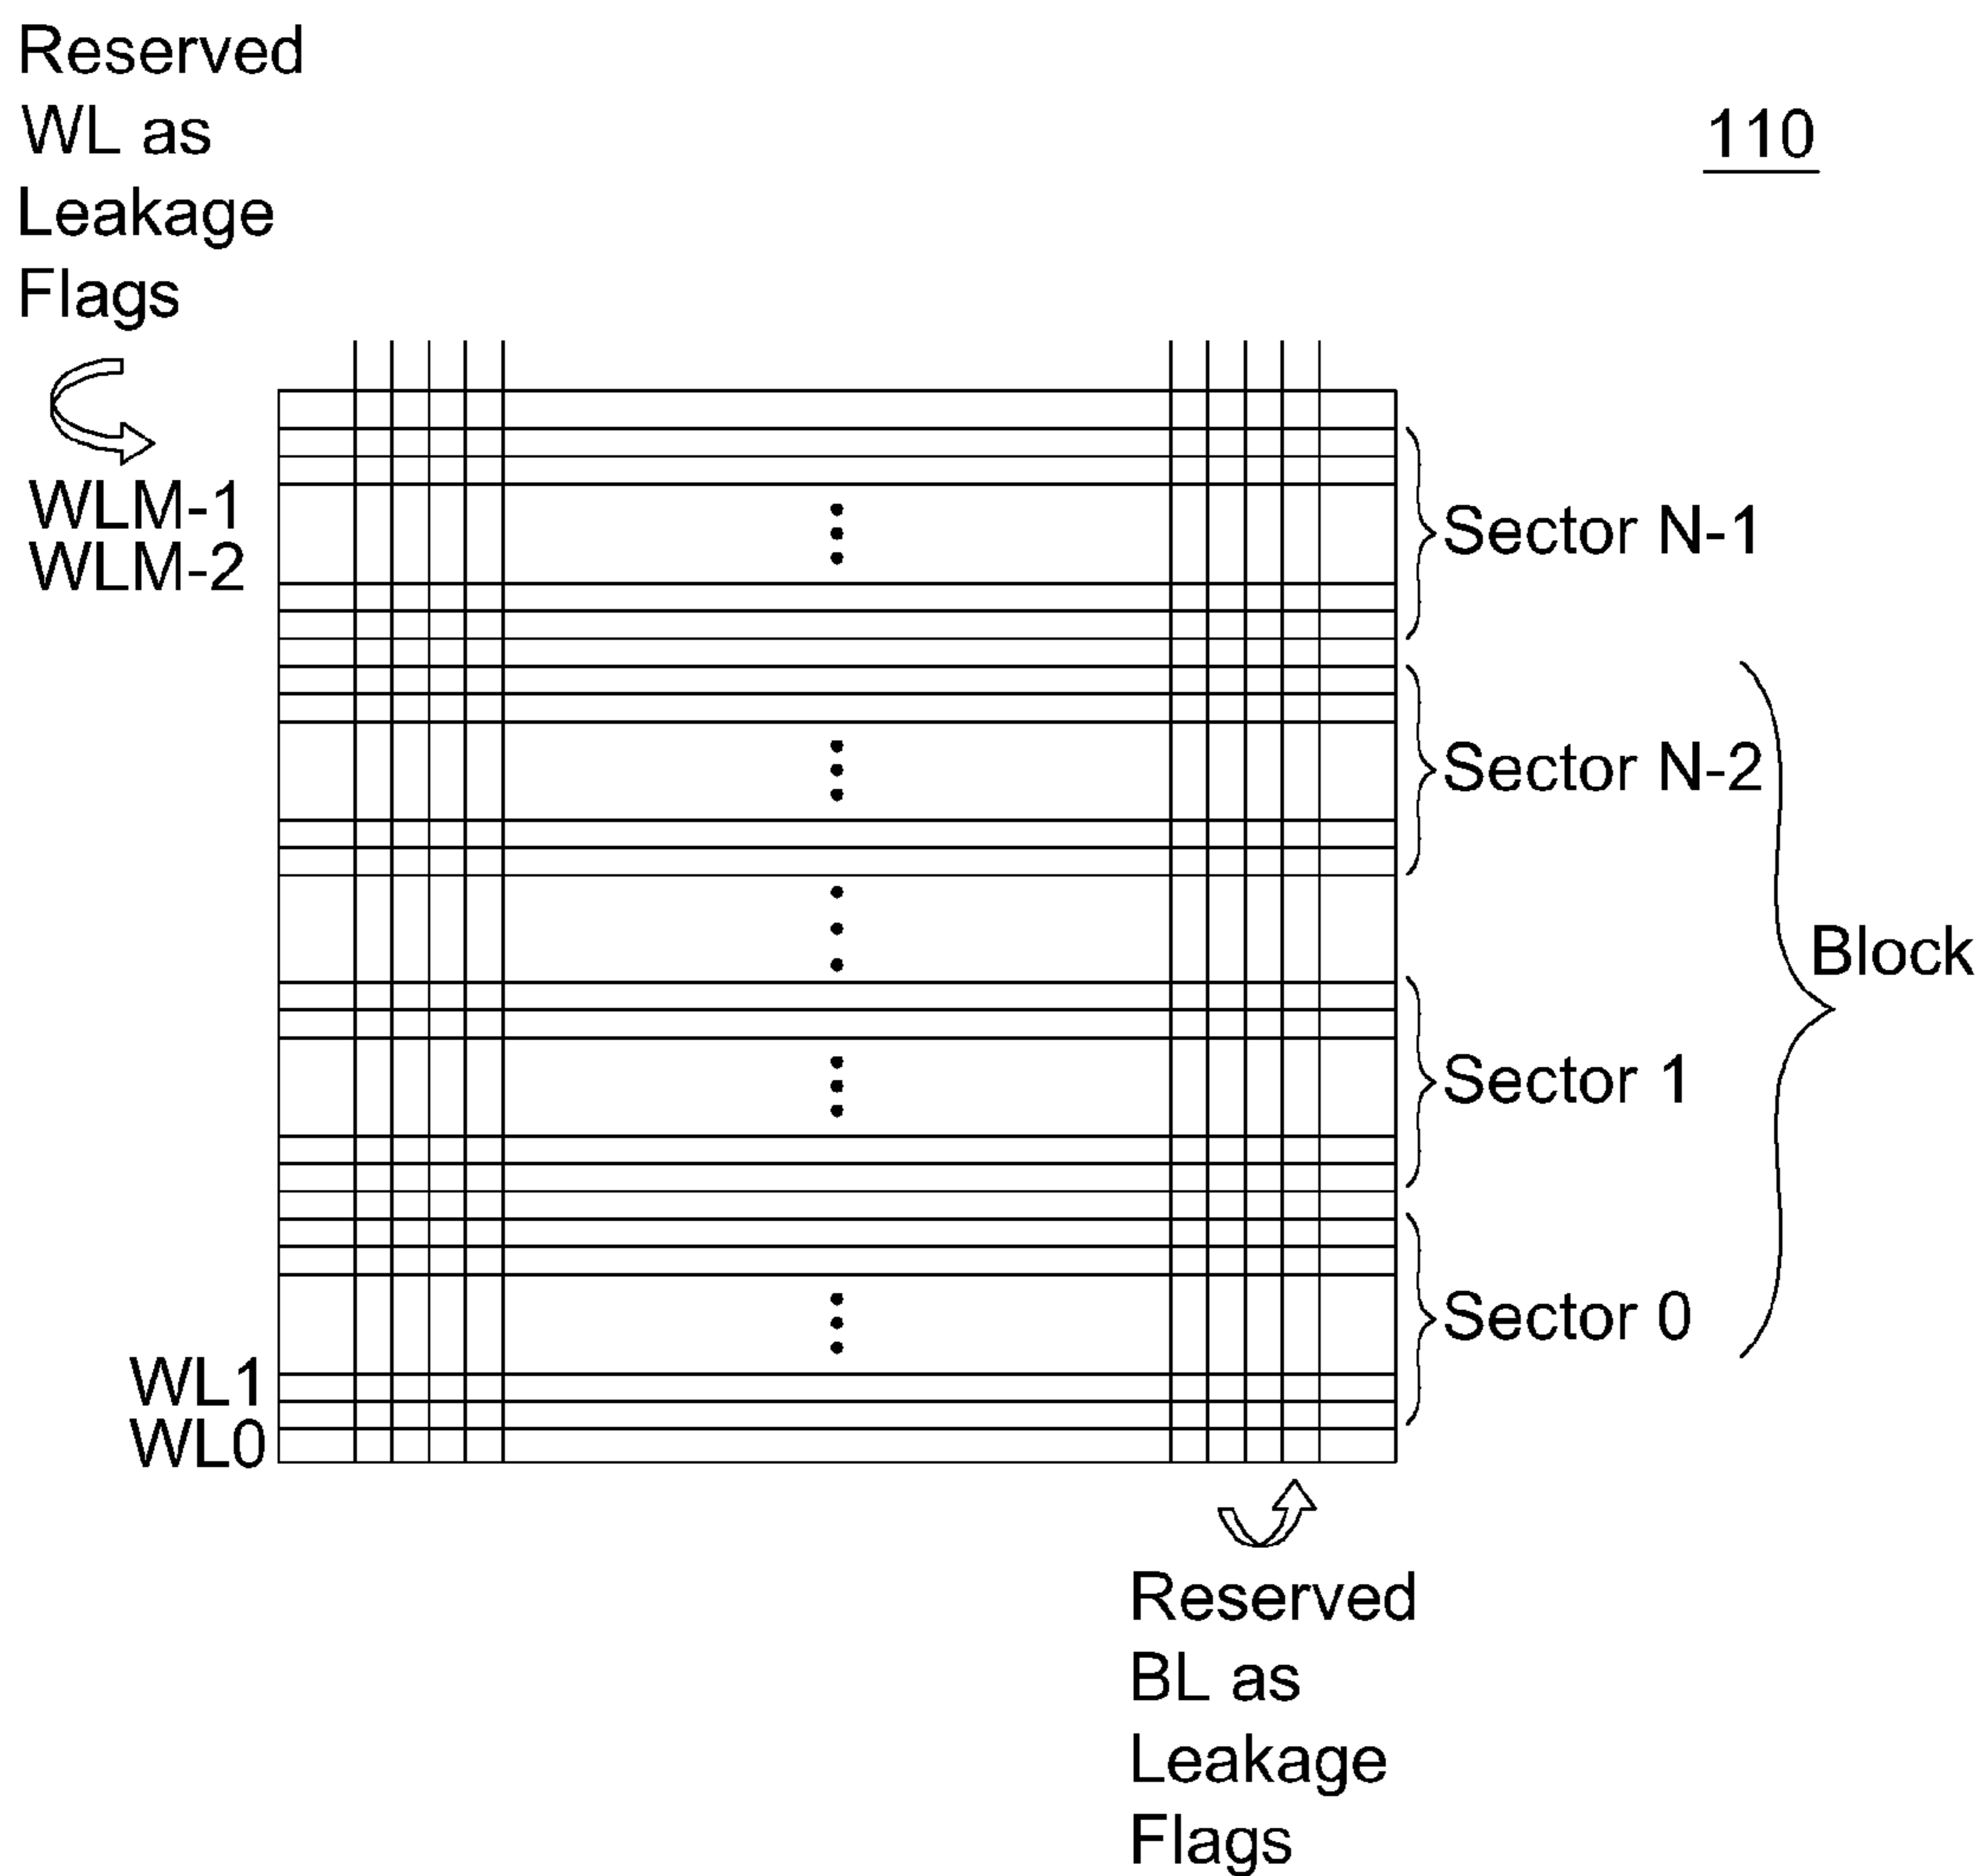 Reserved
WL as
Leakage
Flags
110
WLM-1
WLM-2
Sector N-1
Sector N-2
Block
Sector 1
Sector 0
WL1
WL0
Reserved
BL as
Leakage
Flags